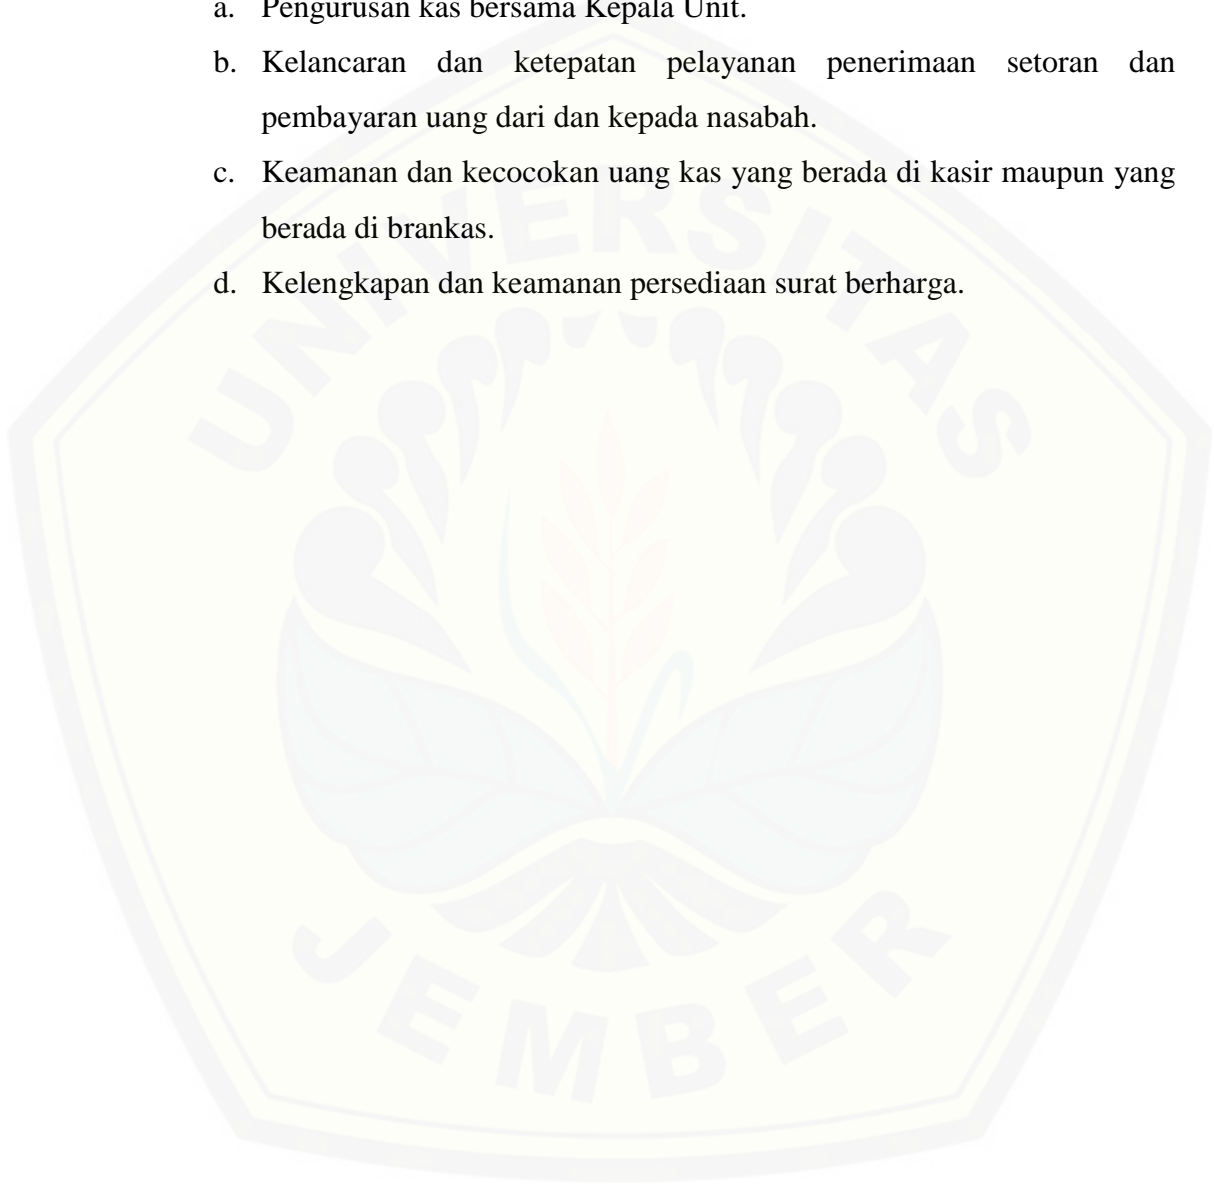 a. Pengurusan kas bersama Kepala Unit.
b. Kelancaran dan ketepatan pelayanan penerimaan setoran dan
pembayaran uang dari dan kepada nasabah.
c. Keamanan dan kecocokan uang kas yang berada di kasir maupun yang
berada di brankas.
d. Kelengkapan dan keamanan persediaan surat berharga.
UNIVERSITAS
JEMBER